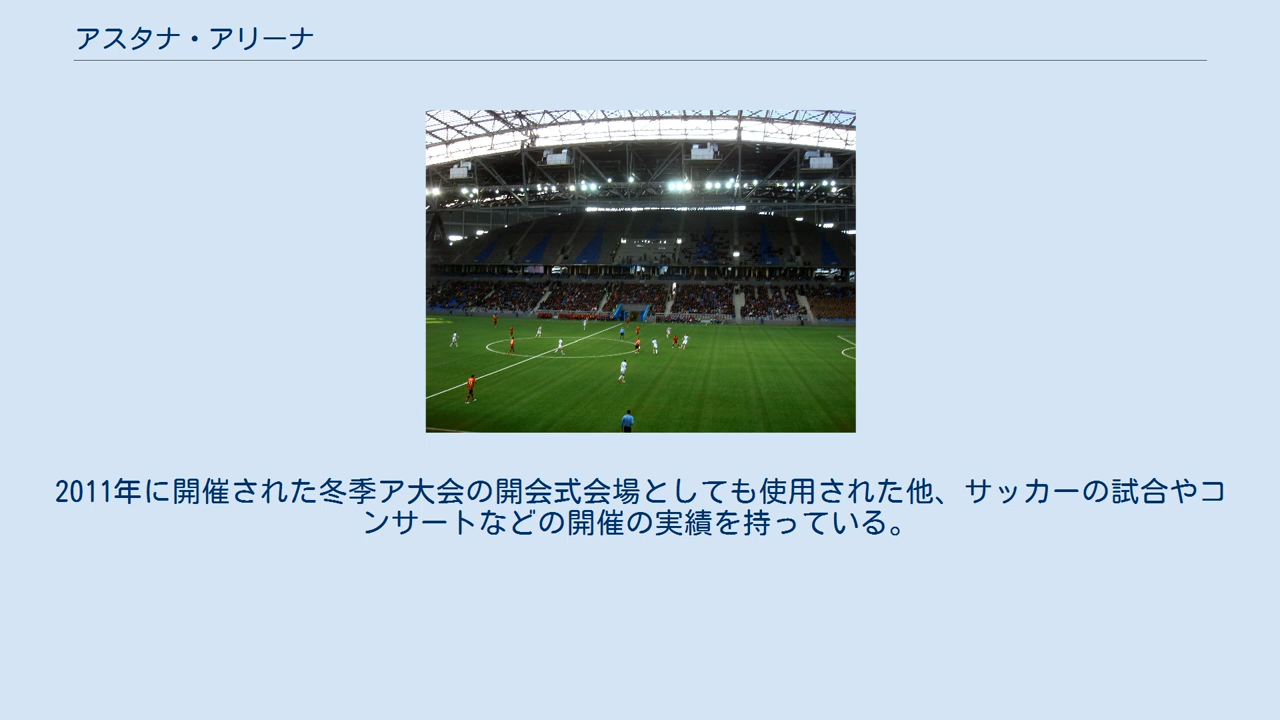 アスタナ・アリーナ
2011年に開催された冬季ア大会の開会式会場としても使用された他、サッカーの試合やコ
ンサートなどの開催の実績を持っている。